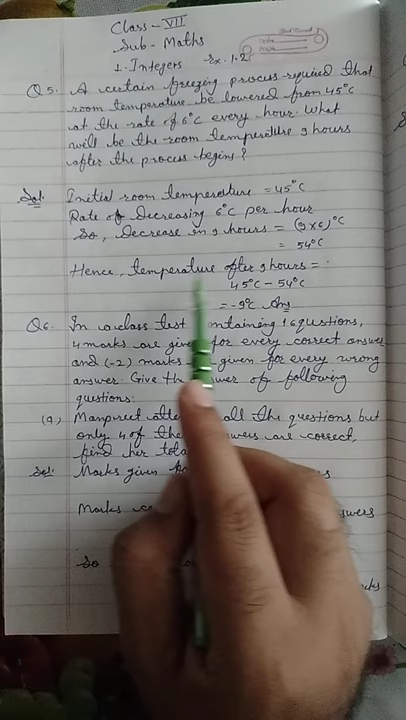 Class - VII
Sub - Maths
1. Integers Ex. 1.2
Q5. A certain freezing process required that
room temperature be lowered from 45°C
at the rate of 6°C every hour. What
will be the room temperature 9 hours
after the process begins?
Sol: Initial room temperature = 45°C
Rate of Decreasing 6°C per hour
So, Decrease in 9 hours = (9×6)°C
= 54°C
Hence, temperature after 9 hours =
45°C - 54°C
= -9°C Ans
Q6. In a class test containing 16 questions,
4 marks are given for every correct answer
and (-2) marks given for every wrong
answer. Give the answer of following
questions:
(a) Manpreet all the questions but
only 4 of answers are correct,
find her
Sol: Marks given
Marks
So